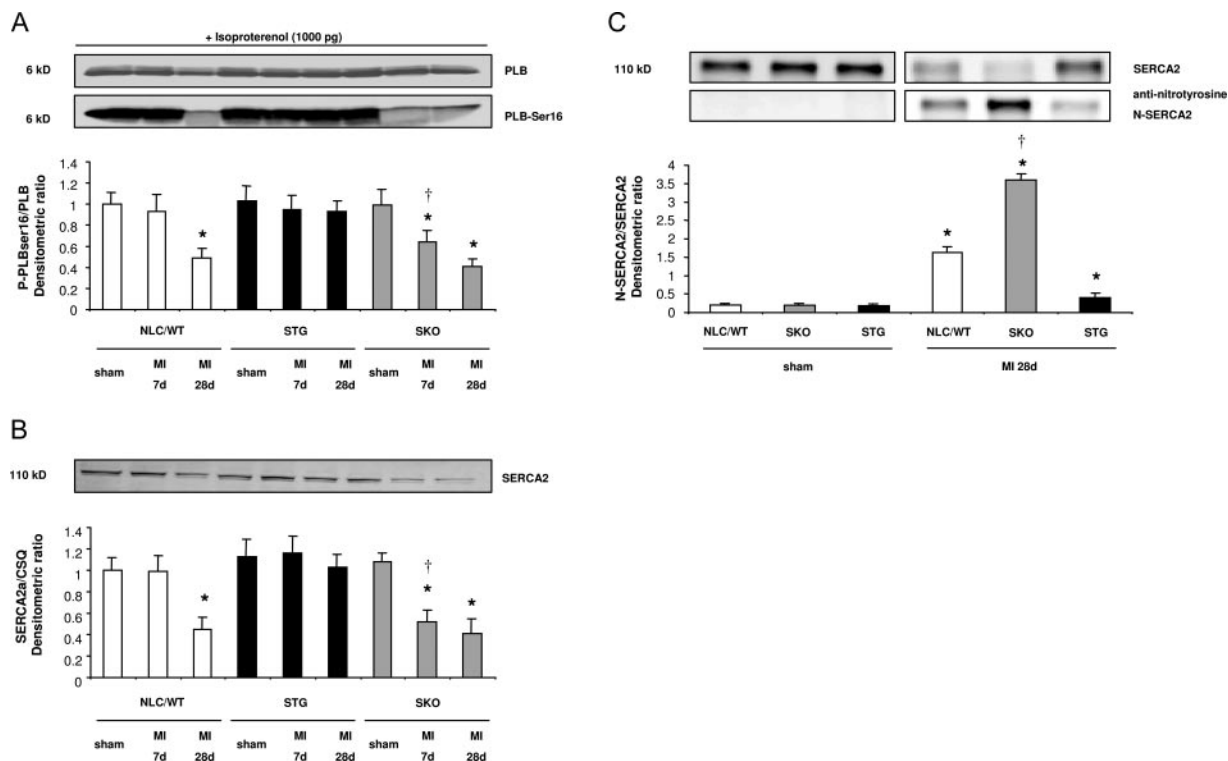 A
+ Isoproterenol (1000 pg)
6 kD PLB
6 kD PLB-Ser16
P-PLBser16/PLB
Densitometric ratio
1.4
1.2
1
0.8
0.6
0.4
0.2
0
* † * *
NLC/WT STG SKO
sham MI 7d MI 28d sham MI 7d MI 28d sham MI 7d MI 28d
B
110 kD SERCA2
SERCA2a/CSQ
Densitometric ratio
1.4
1.2
1
0.8
0.6
0.4
0.2
0
* † * *
NLC/WT STG SKO
sham MI 7d MI 28d sham MI 7d MI 28d sham MI 7d MI 28d
C
110 kD SERCA2
anti-nitrotyrosine
N-SERCA2
N-SERCA2/SERCA2
Densitometric ratio
4
3.5
3
2.5
2
1.5
1
0.5
0
* † * *
NLC/WT SKO STG NLC/WT SKO STG
sham MI 28d